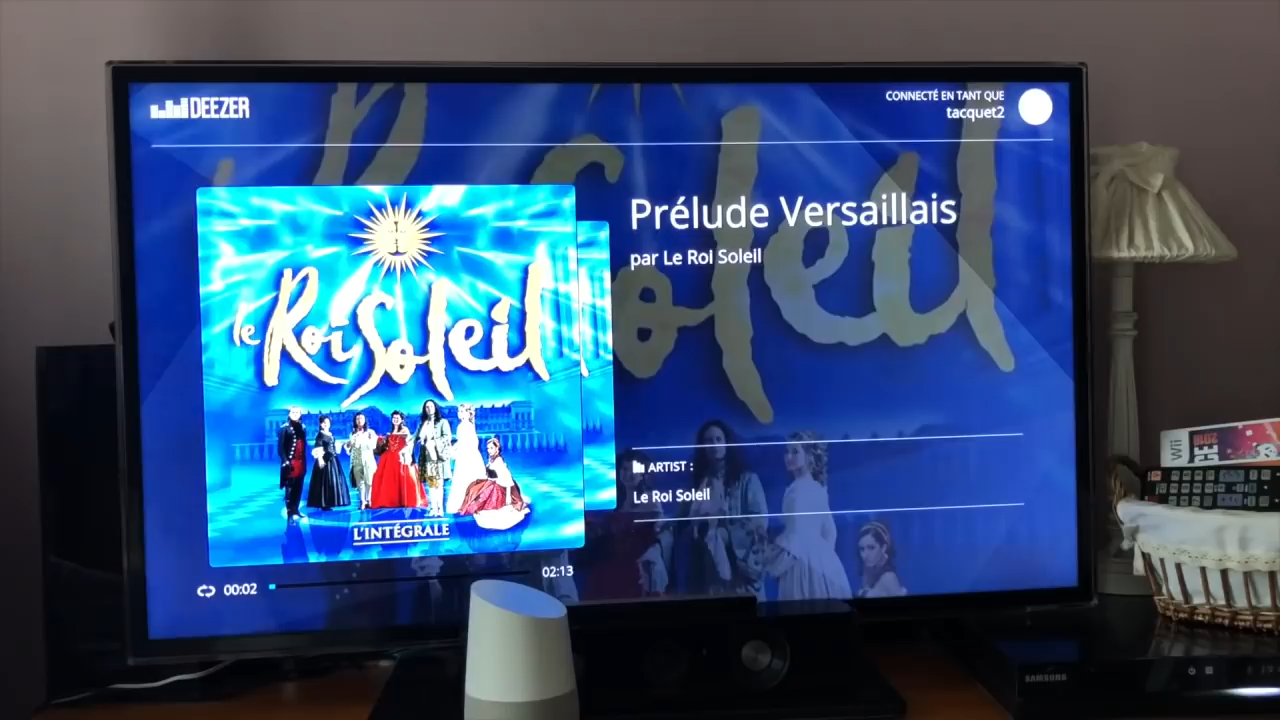 DEEZER
CONNECTÉ EN TANT QUE
tacquet2
le Roi Soleil
L'INTÉGRALE
Prélude Versaillais
par Le Roi Soleil
ARTIST :
Le Roi Soleil
00:02
02:13
Wii
SAMSUNG